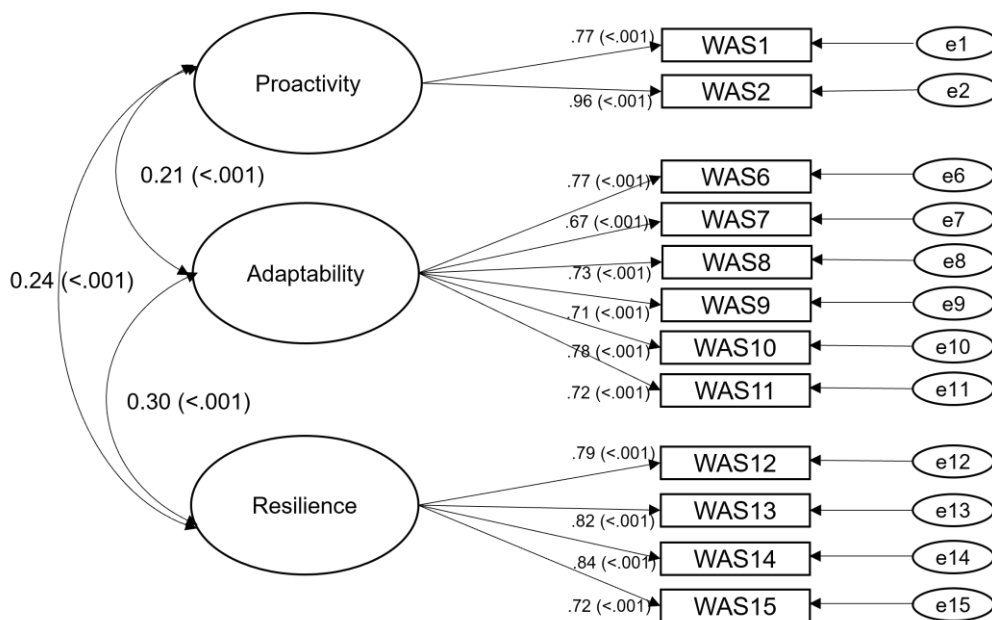 .77 (<.001)
WAS1
e1
Proactivity
WAS2
e2
.96 (<.001)
0.21 (<.001)
.77 (<.001)
WAS6
e6
.67 (<.001)
WAS7
e7
WAS8
e8
.73 (<.001)
Adaptability
0.24 (<.001)
WAS9
e9
.71 (<.001)
WAS10
e10
.78 (<.001)
WAS11
e11
.72 (<.001)
0.30 (<.001)
.79 (<.001)
WAS12
e12
Resilience
WAS13
e13
.82 (<.001)
WAS14
e14
.84 (<.001)
WAS15
e15
.72 (<.001)